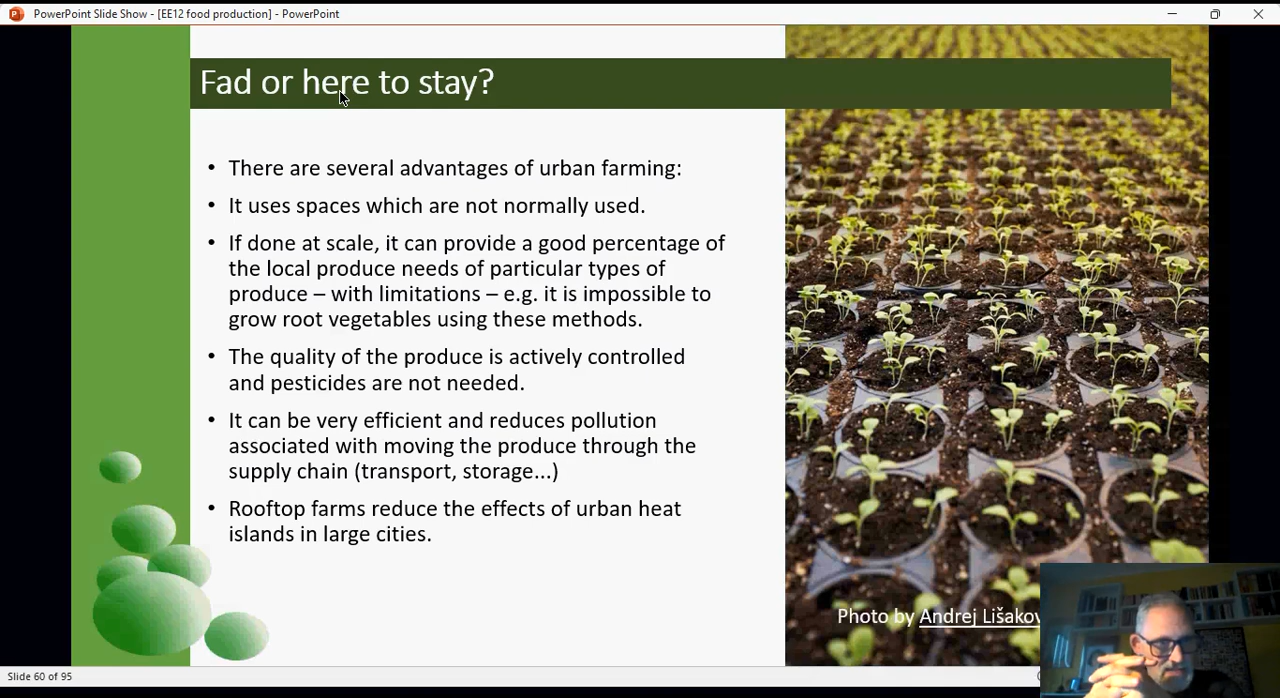 PowerPoint Slide Show - [EE12 food production] - PowerPoint
Fad or here to stay?
• There are several advantages of urban farming:
• It uses spaces which are not normally used.
• If done at scale, it can provide a good percentage of
the local produce needs of particular types of
produce – with limitations – e.g. it is impossible to
grow root vegetables using these methods.
• The quality of the produce is actively controlled
and pesticides are not needed.
• It can be very efficient and reduces pollution
associated with moving the produce through the
supply chain (transport, storage...)
• Rooftop farms reduce the effects of urban heat
islands in large cities.
Photo by Andrej Lišakov
Slide 60 of 95